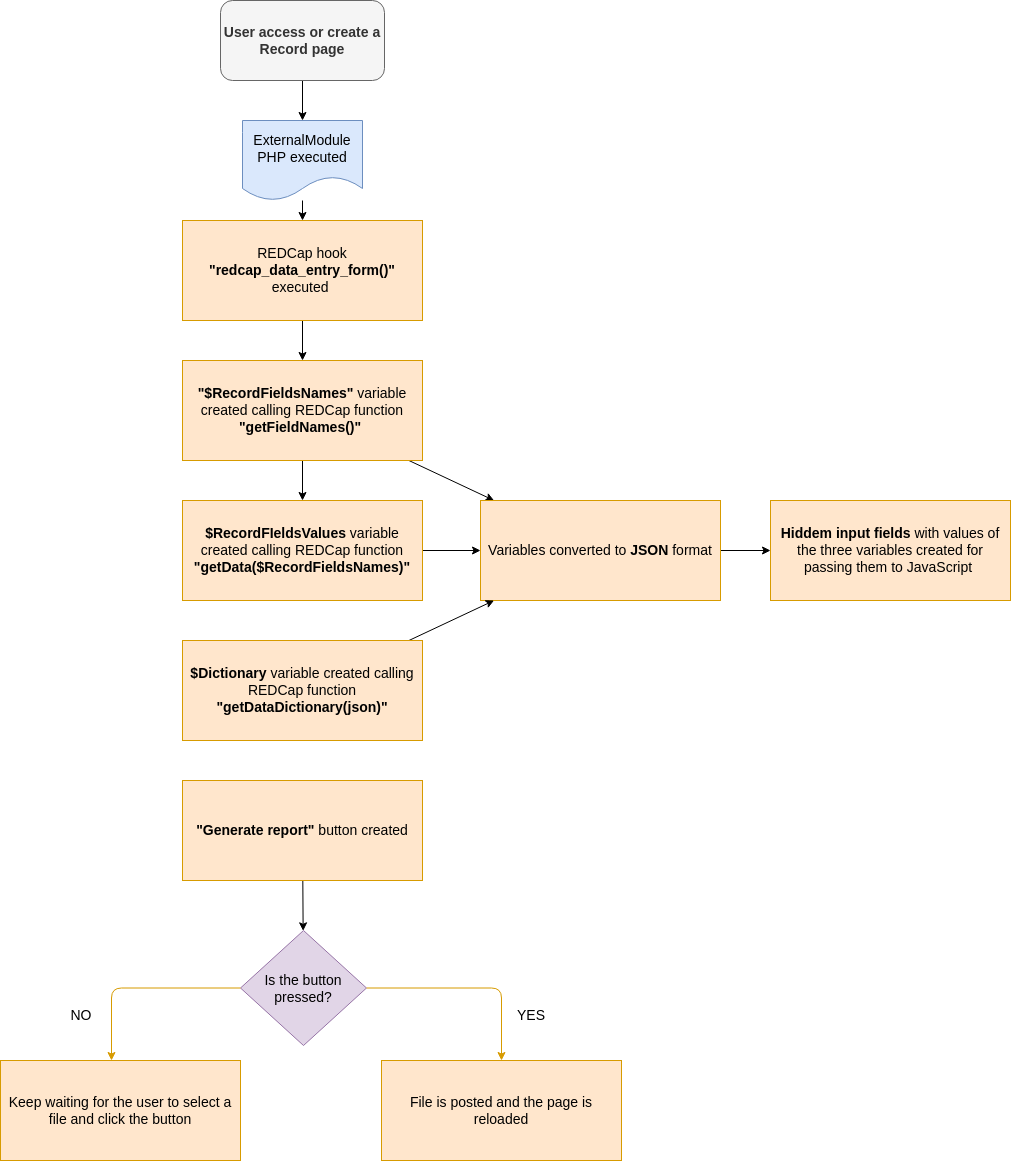 User access or create a
Record page
ExternalModule
PHP executed
REDCap hook
"redcap_data_entry_form()"
executed
"$RecordFieldsNames" variable
created calling REDCap function
"getFieldNames()"
$RecordFIeldsValues variable
created calling REDCap function
"getData($RecordFieldsNames)"
Variables converted to JSON format
Hiddem input fields with values of
the three variables created for
passing them to JavaScript
$Dictionary variable created calling
REDCap function
"getDataDictionary(json)"
"Generate report" button created
Is the button
pressed?
NO
YES
Keep waiting for the user to select a
file and click the button
File is posted and the page is
reloaded